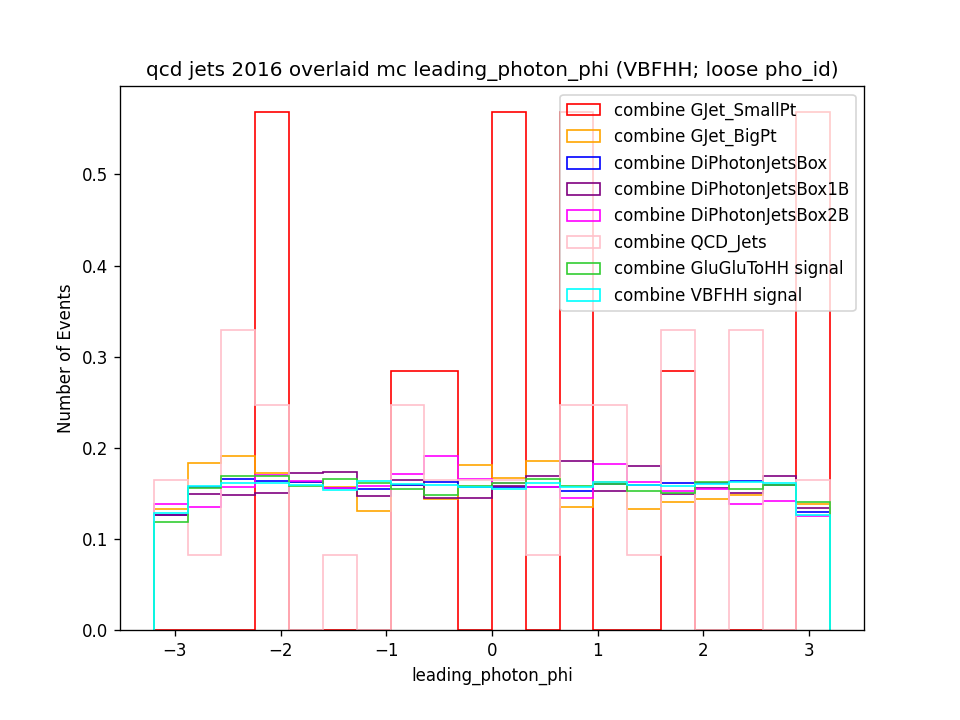 qcd jets 2016 overlaid mc leading_photon_phi (VBFHH; loose pho_id)
combine GJet_SmallPt
combine GJet_BigPt
combine DiPhotonJetsBox
combine DiPhotonJetsBox1B
combine DiPhotonJetsBox2B
combine QCD_Jets
combine GluGluToHH signal
combine VBFHH signal
Number of Events
0.5
0.4
0.3
0.2
0.1
0.0
−3 −2 −1 0 1 2 3
leading_photon_phi